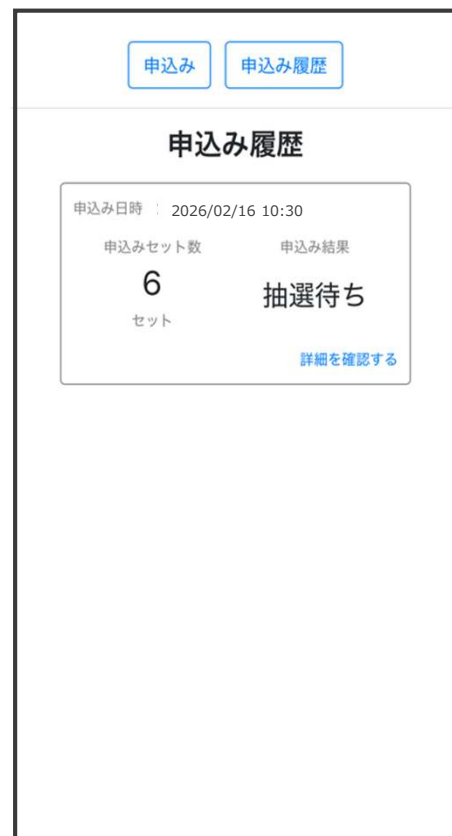 申込み 申込み履歴
申込み履歴
申込み日時 : 2026/02/16 10:30
申込みセット数 申込み結果
6 抽選待ち
セット
詳細を確認する